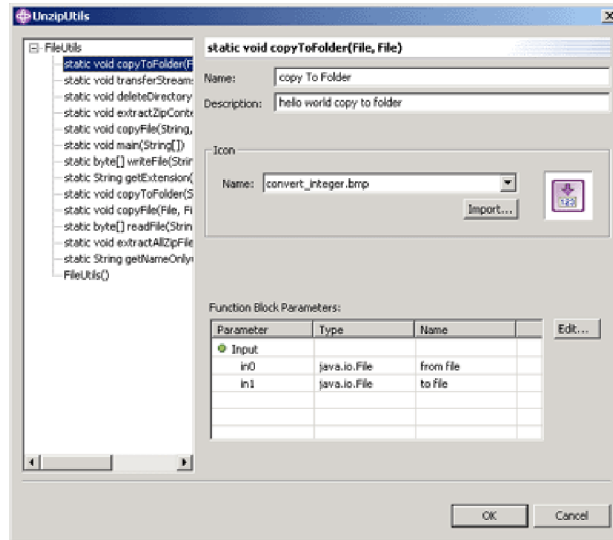 UnzipUtils
FileUtils
static void copyToFolder(F
static void transferStream
static void deleteDirectory
static void extractZipConte
static void copyFile(String,
static void main(String[])
static byte[] writeFile(Strin
static String getExtension(
static void copyToFolder(S
static void copyFile(File, Fi
static byte[] readFile(Strin
static void extractAllZipFile
static String getNameOnly
FileUtils()
static void copyToFolder(File, File)
Name: copy To Folder
Description: hello world copy to folder
Icon
Name: convert_integer.bmp
Import...
123
Function Block Parameters:
Parameter Type Name
Edit...
Input
in0 java.io.File from file
in1 java.io.File to file
OK Cancel